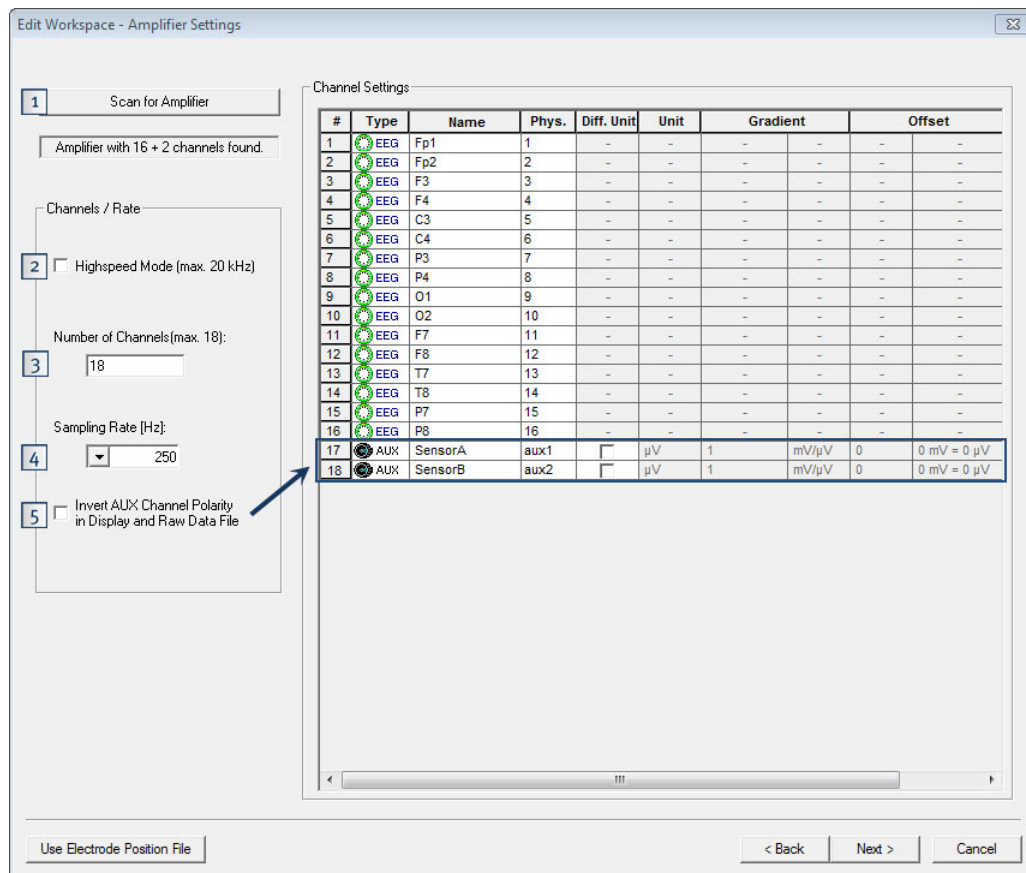 Edit Workspace - Amplifier Settings
1 Scan for Amplifier
Amplifier with 16 + 2 channels found.
Channels / Rate
2 Highspeed Mode (max. 20 kHz)
Number of Channels(max. 18):
3 18
Sampling Rate [Hz]:
4 250
5 Invert AUX Channel Polarity
in Display and Raw Data File
Channel Settings
# Type Name Phys. Diff. Unit Unit Gradient Offset
1 EEG Fp1 1 - - - - - -
2 EEG Fp2 2 - - - - - -
3 EEG F3 3 - - - - - -
4 EEG F4 4 - - - - - -
5 EEG C3 5 - - - - - -
6 EEG C4 6 - - - - - -
7 EEG P3 7 - - - - - -
8 EEG P4 8 - - - - - -
9 EEG O1 9 - - - - - -
10 EEG O2 10 - - - - - -
11 EEG F7 11 - - - - - -
12 EEG F8 12 - - - - - -
13 EEG T7 13 - - - - - -
14 EEG T8 14 - - - - - -
15 EEG P7 15 - - - - - -
16 EEG P8 16 - - - - - -
17 AUX SensorA aux1 µV 1 mV/µV 0 0 mV = 0 µV
18 AUX SensorB aux2 µV 1 mV/µV 0 0 mV = 0 µV
Use Electrode Position File
< Back Next > Cancel